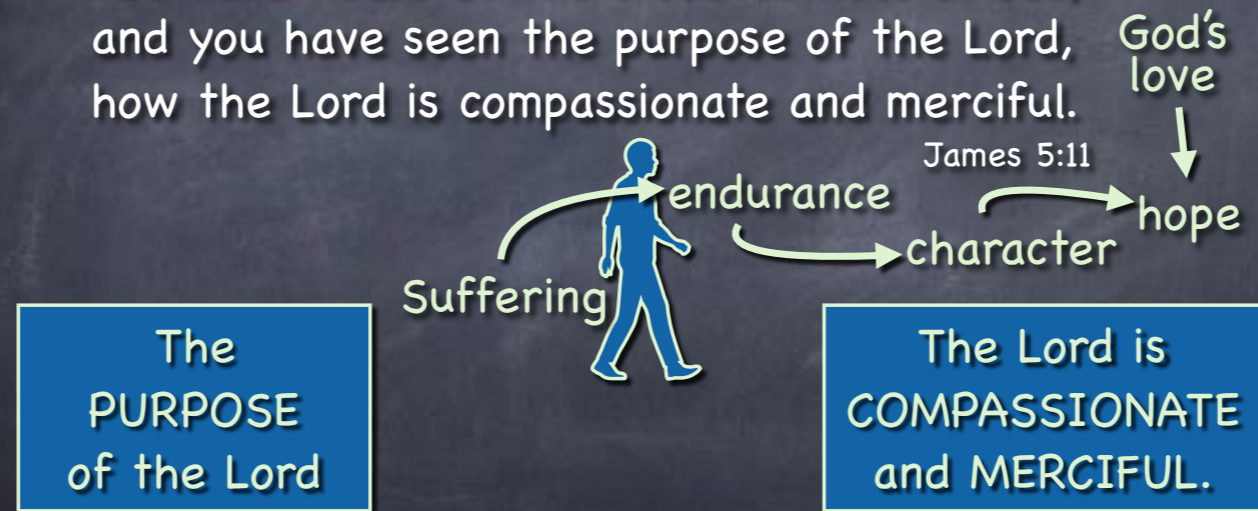 and you have seen the purpose of the Lord,
how the Lord is compassionate and merciful.
James 5:11
God's
love
Suffering
endurance
character
hope
The
PURPOSE
of the Lord
The Lord is
COMPASSIONATE
and MERCIFUL.